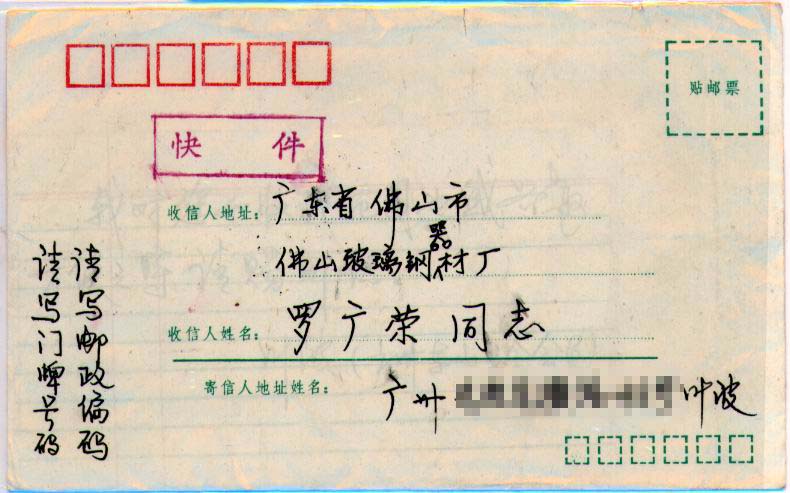 贴邮票
快 件
收信人地址: 广东省佛山市
佛山玻璃钢器材厂
收信人姓名: 罗广荣同志
寄信人地址姓名:
广州 叶波
请写邮政编码
请写门牌号码